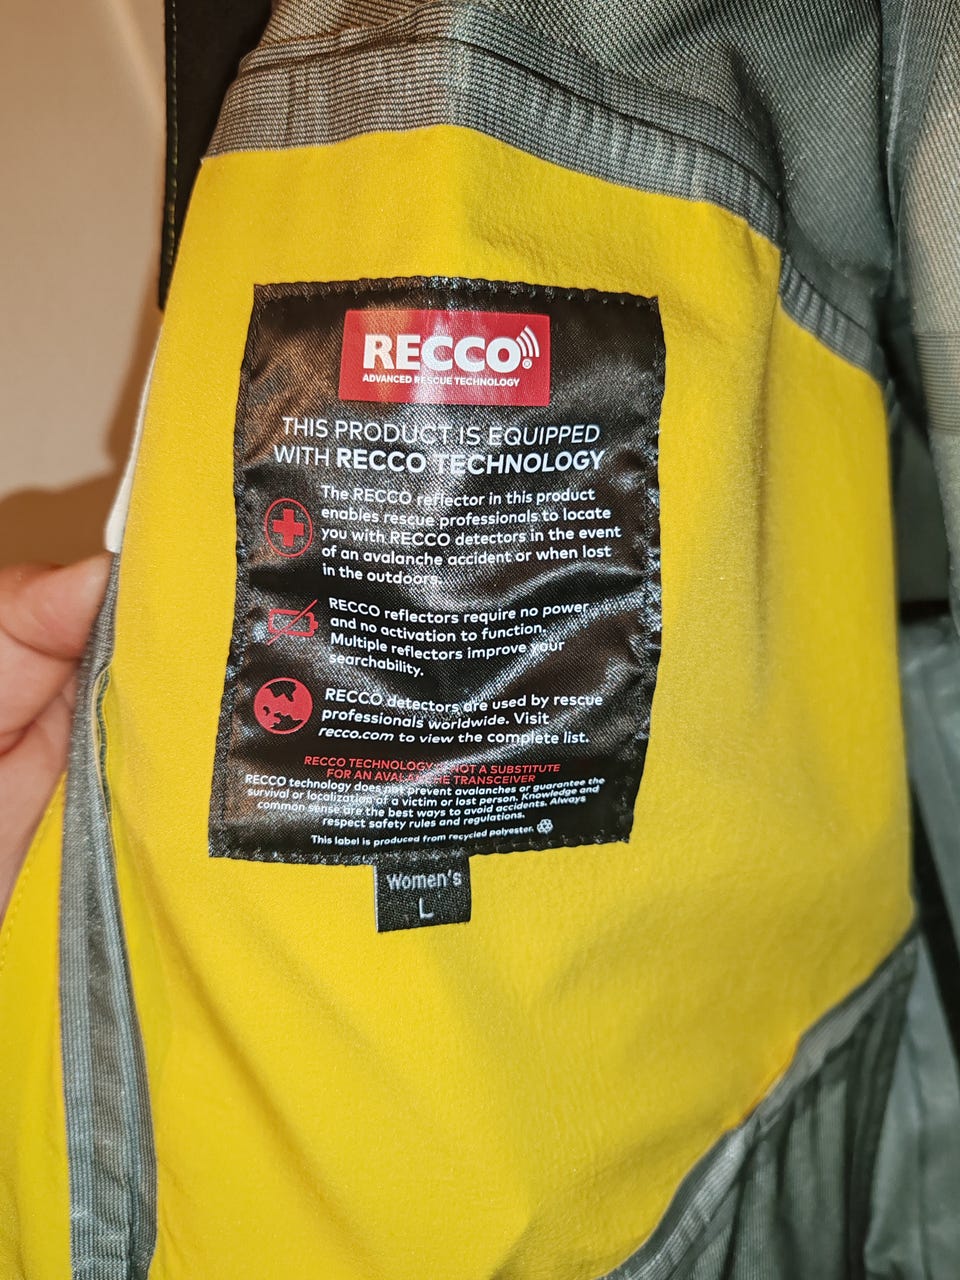 RECCO®
ADVANCED RESCUE TECHNOLOGY
THIS PRODUCT IS EQUIPPED
WITH RECCO TECHNOLOGY
The RECCO reflector in this product
enables rescue professionals to locate
you with RECCO detectors in the event
of an avalanche accident or when lost
in the outdoors.
RECCO reflectors require no power
and no activation to function.
Multiple reflectors improve your
searchability.
RECCO detectors are used by rescue
professionals worldwide. Visit
recco.com to view the complete list.
RECCO TECHNOLOGY IS NOT A SUBSTITUTE
FOR AN AVALANCHE TRANSCEIVER
RECCO technology does not prevent avalanches or guarantee the
survival or localization of a victim or lost person. Knowledge and
common sense are the best ways to avoid accidents. Always
respect safety rules and regulations.
This label is produced from recycled polyester.
Women's
L